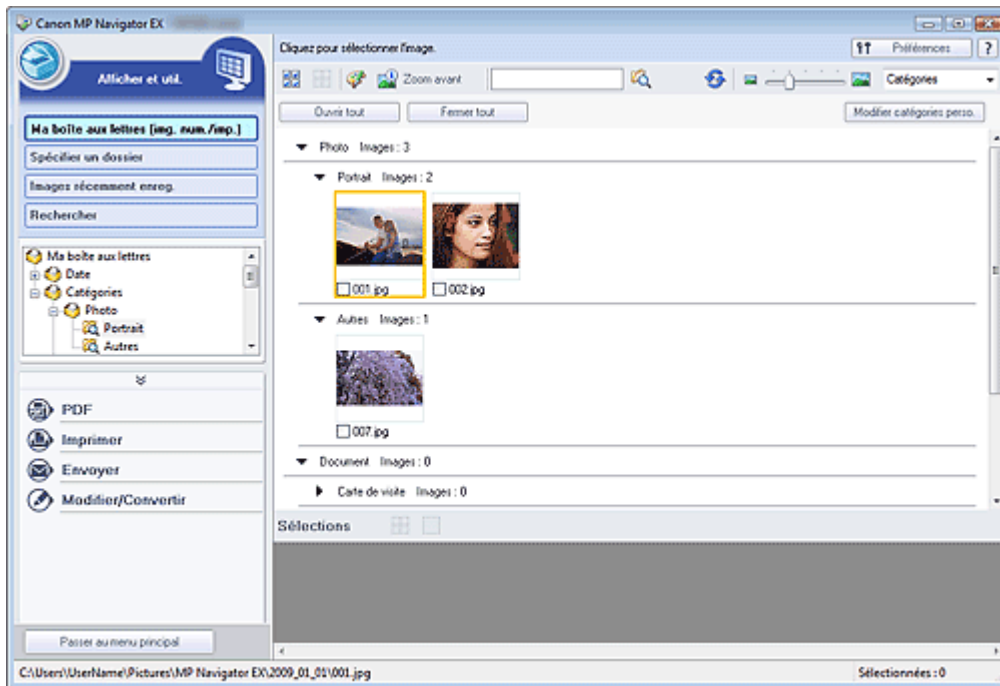 Canon MP Navigator EX
Afficher et util.
Cliquez pour sélectionner l'image.
Préférences
?
Zoom avant
Catégories
Ouvrir tout
Fermer tout
Modifier catégories perso.
Ma boîte aux lettres [img. num./imp.]
Spécifier un dossier
Images récemment enreg.
Rechercher
Ma boîte aux lettres
Date
Catégories
Photo
Portrait
Autres
PDF
Imprimer
Envoyer
Modifier/Convertir
Passer au menu principal
Photo Images : 3
Portrait Images : 2
001.jpg
002.jpg
Autres Images : 1
007.jpg
Document Images : 0
Carte de visite Images : 0
Sélections
C:\Users\UserName\Pictures\MP Navigator EX\2009_01_01\001.jpg
Sélectionnées : 0